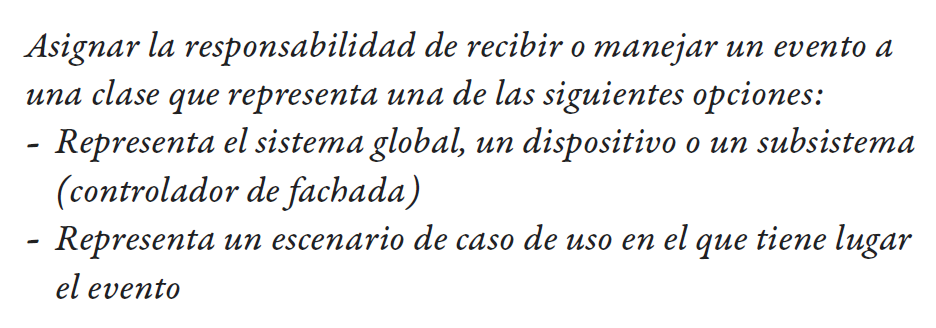 Asignar la responsabilidad de recibir o manejar un evento a
una clase que representa una de las siguientes opciones:
- Representa el sistema global, un dispositivo o un subsistema
(controlador de fachada)
- Representa un escenario de caso de uso en el que tiene lugar
el evento